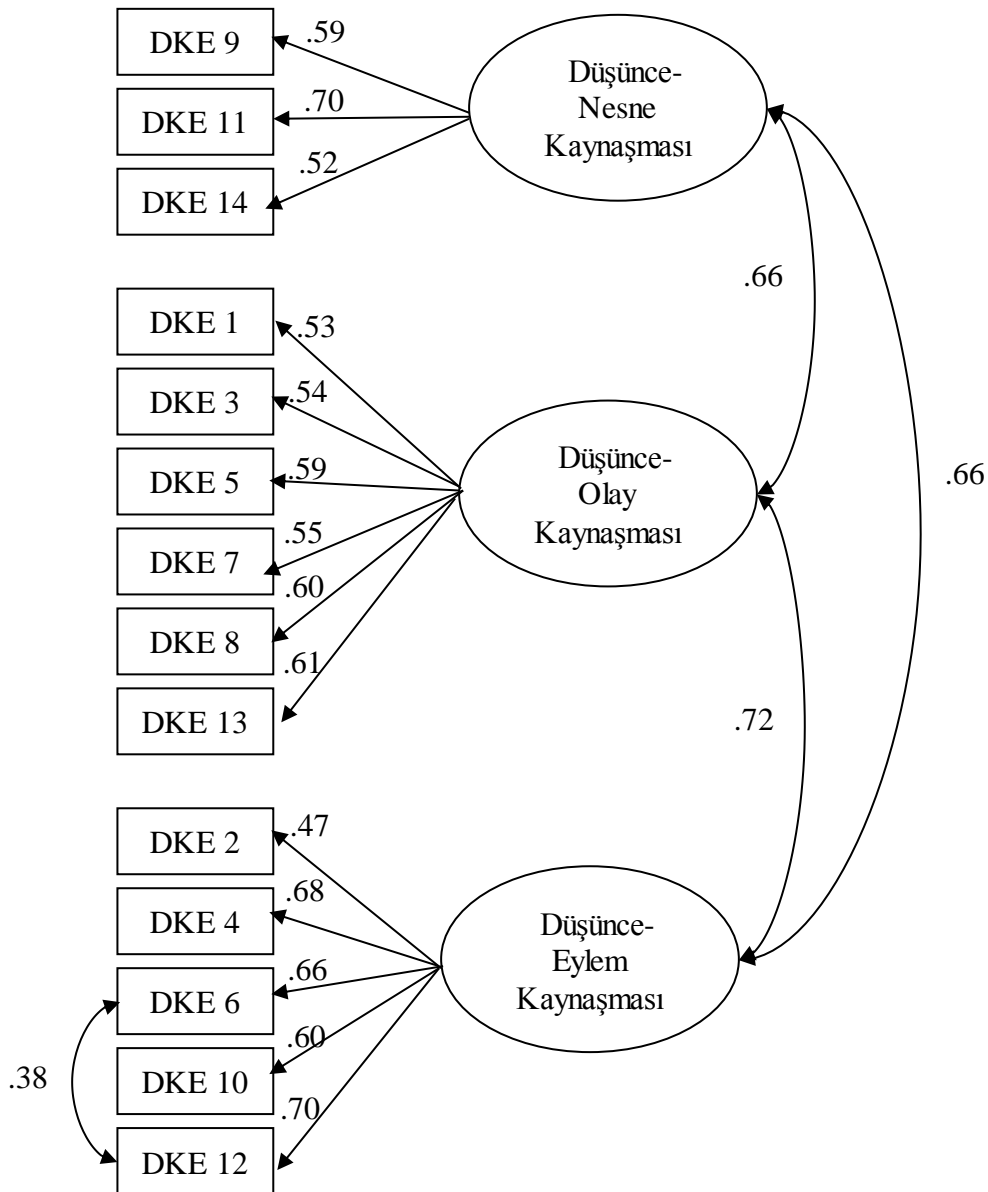 DKE 9
.59
DKE 11
.70
DKE 14
.52
Düşünce-
Nesne
Kaynaşması
.66
DKE 1
.53
DKE 3
.54
DKE 5
.59
DKE 7
.55
DKE 8
.60
DKE 13
.61
Düşünce-
Olay
Kaynaşması
.66
.72
DKE 2
.47
DKE 4
.68
DKE 6
.66
DKE 10
.60
DKE 12
.70
.38
Düşünce-
Eylem
Kaynaşması